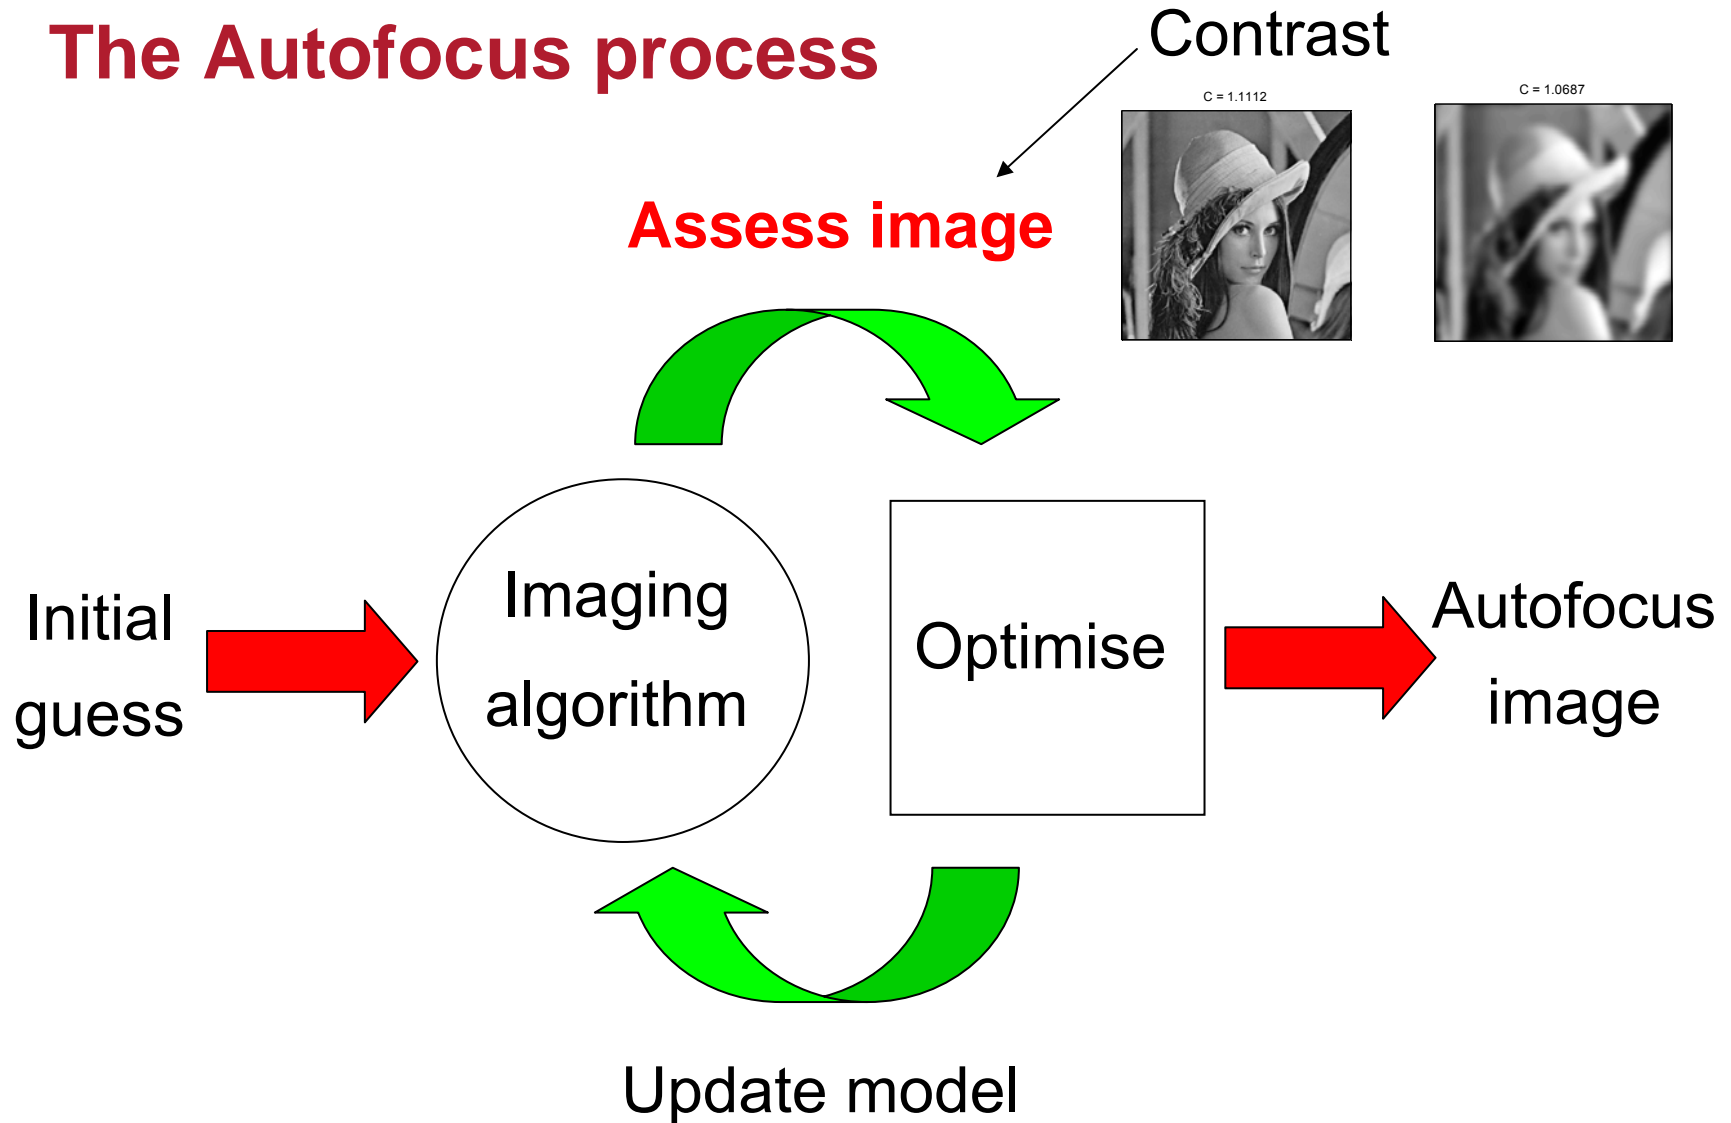 The Autofocus process
Contrast
C = 1.1112
C = 1.0687
Assess image
Initial
guess
Imaging
algorithm
Optimise
Autofocus
image
Update model